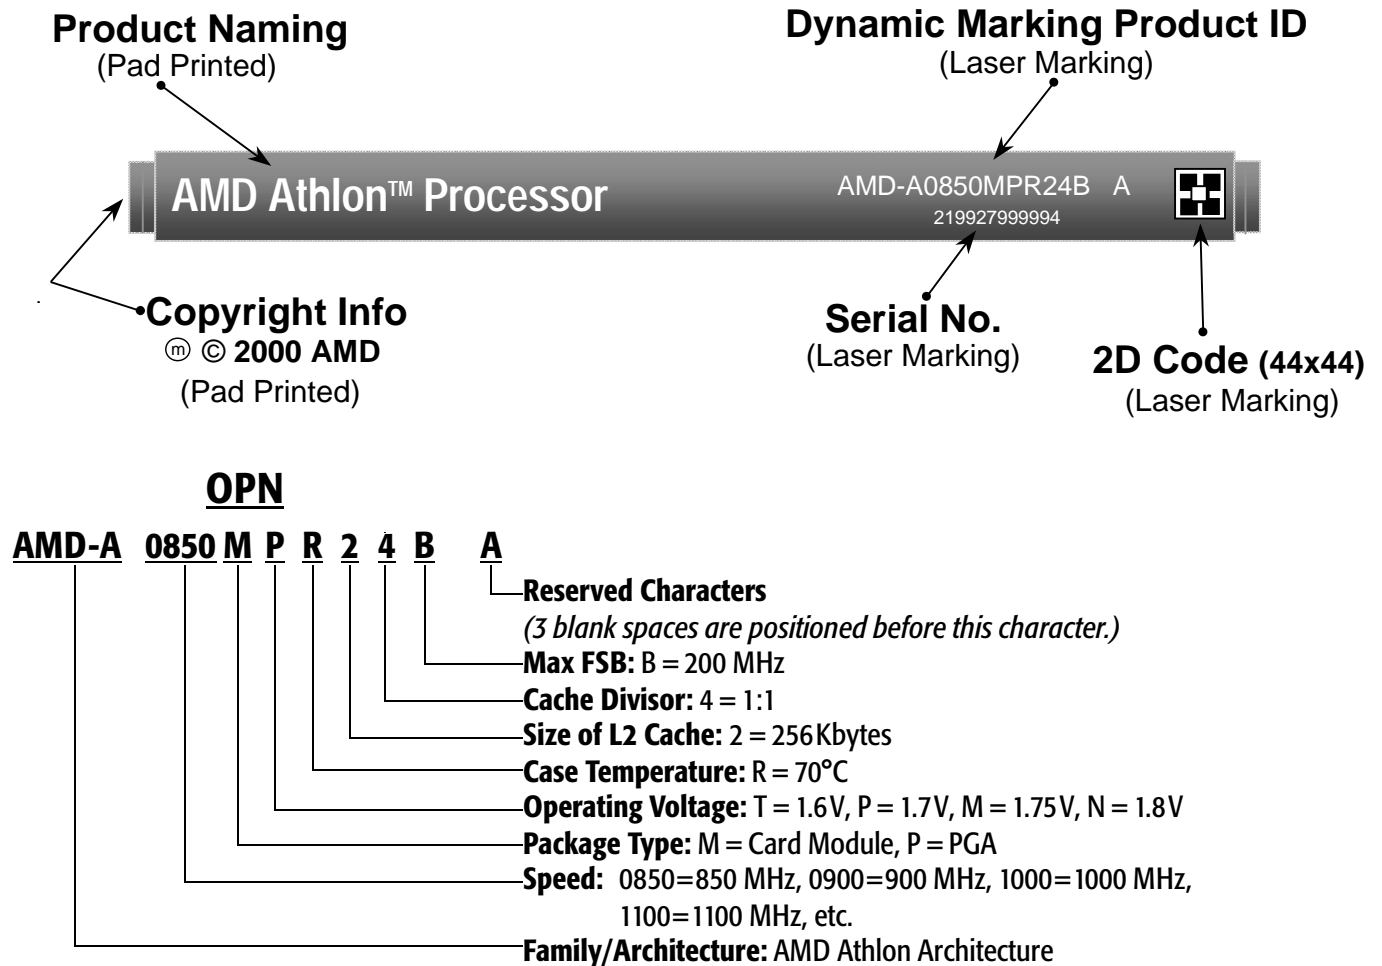 Product Naming
(Pad Printed)
Dynamic Marking Product ID
(Laser Marking)
AMD Athlon™ Processor
AMD-A0850MPR24B A
219927999994
Copyright Info
ⓜ © 2000 AMD
(Pad Printed)
Serial No.
(Laser Marking)
2D Code (44x44)
(Laser Marking)
OPN
AMD-A 0850 M P R 2 4 B A
Reserved Characters
(3 blank spaces are positioned before this character.)
Max FSB: B = 200 MHz
Cache Divisor: 4 = 1:1
Size of L2 Cache: 2 = 256Kbytes
Case Temperature: R = 70°C
Operating Voltage: T = 1.6V, P = 1.7V, M = 1.75V, N = 1.8V
Package Type: M = Card Module, P = PGA
Speed: 0850=850 MHz, 0900=900 MHz, 1000=1000 MHz,
1100=1100 MHz, etc.
Family/Architecture: AMD Athlon Architecture